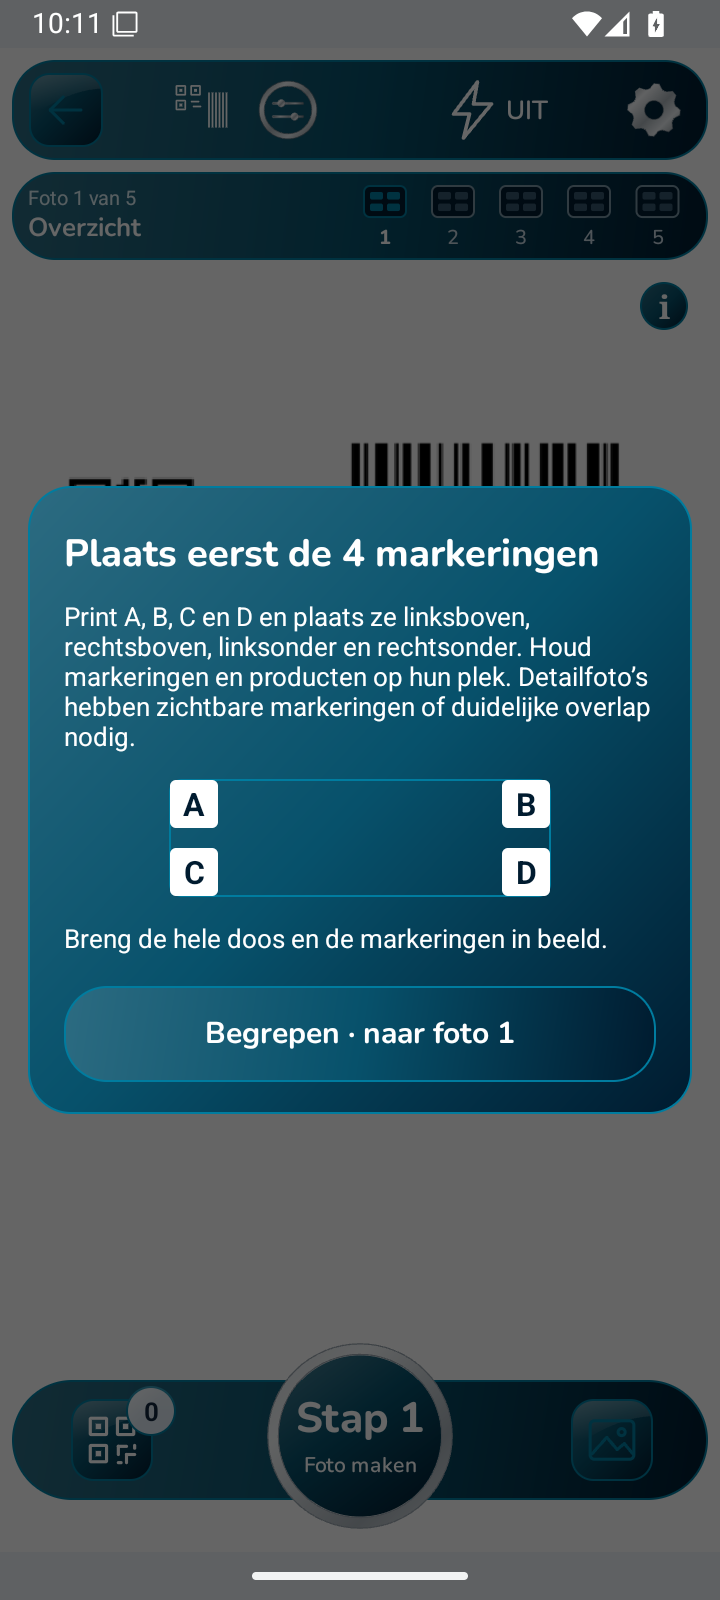 10:11
UIT
Foto 1 van 5
Overzicht
1 2 3 4 5
i
Plaats eerst de 4 markeringen
Print A, B, C en D en plaats ze linksboven,
rechtsboven, linksonder en rechtsonder. Houd
markeringen en producten op hun plek. Detailfoto’s
hebben zichtbare markeringen of duidelijke overlap
nodig.
A B
C D
Breng de hele doos en de markeringen in beeld.
Begrepen · naar foto 1
0
Stap 1
Foto maken